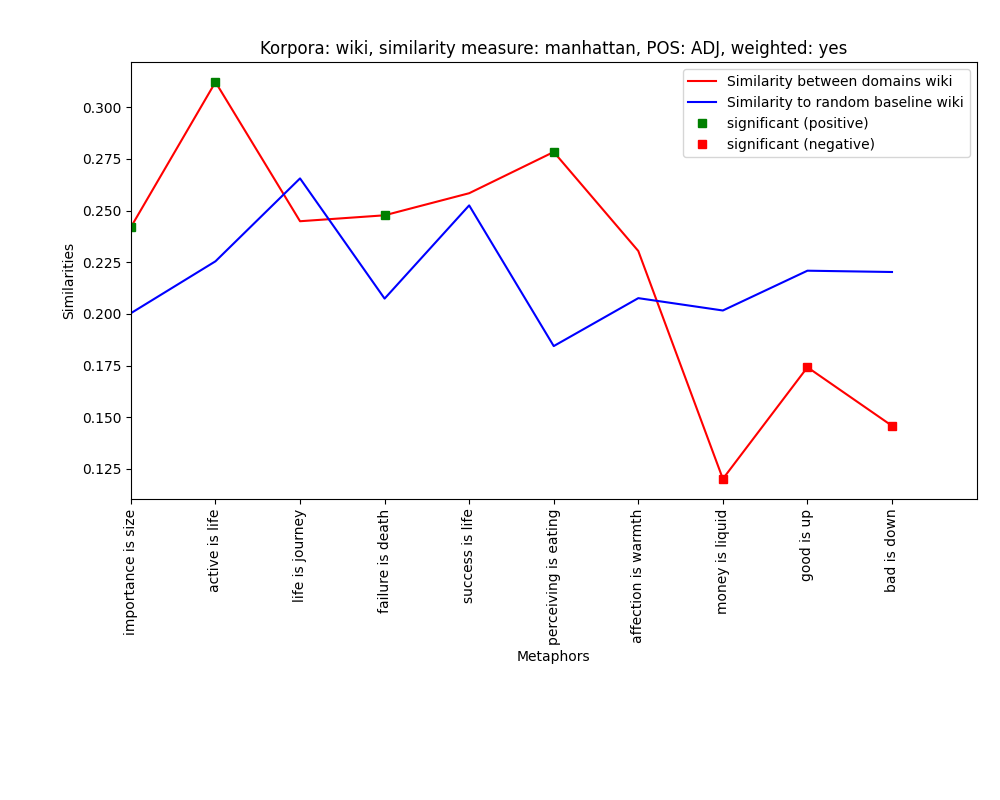 Korpora: wiki, similarity measure: manhattan, POS: ADJ, weighted: yes
Similarity between domains wiki
Similarity to random baseline wiki
significant (positive)
significant (negative)
0.300
0.275
0.250
0.225
0.200
0.175
0.150
0.125
Similarities
importance is size
active is life
life is journey
failure is death
success is life
perceiving is eating
affection is warmth
money is liquid
good is up
bad is down
Metaphors